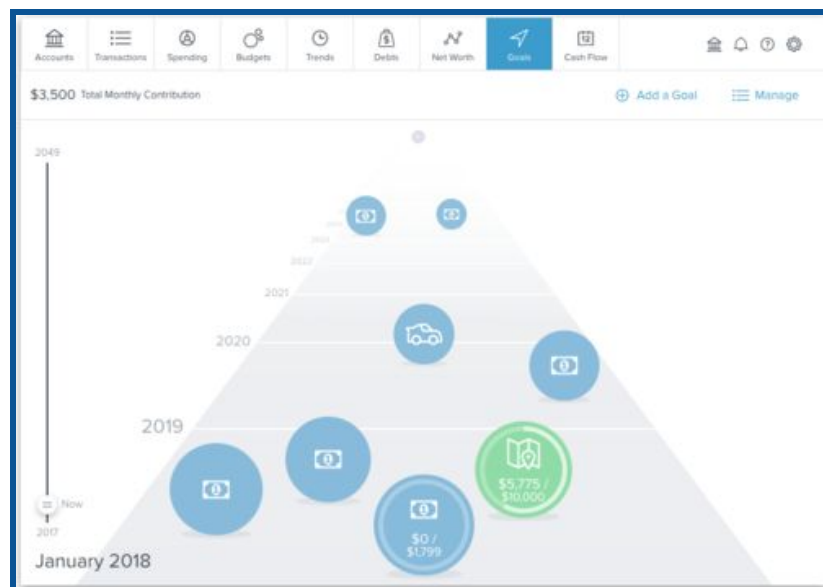 Accounts
Transactions
Spending
Budgets
Trends
Debts
Net Worth
Goals
Cash Flow
$3,500 Total Monthly Contribution
Add a Goal
Manage
2049
2022
2021
2020
2019
$5,775 /
$10,000
$0 /
$1,799
Now
2017
January 2018